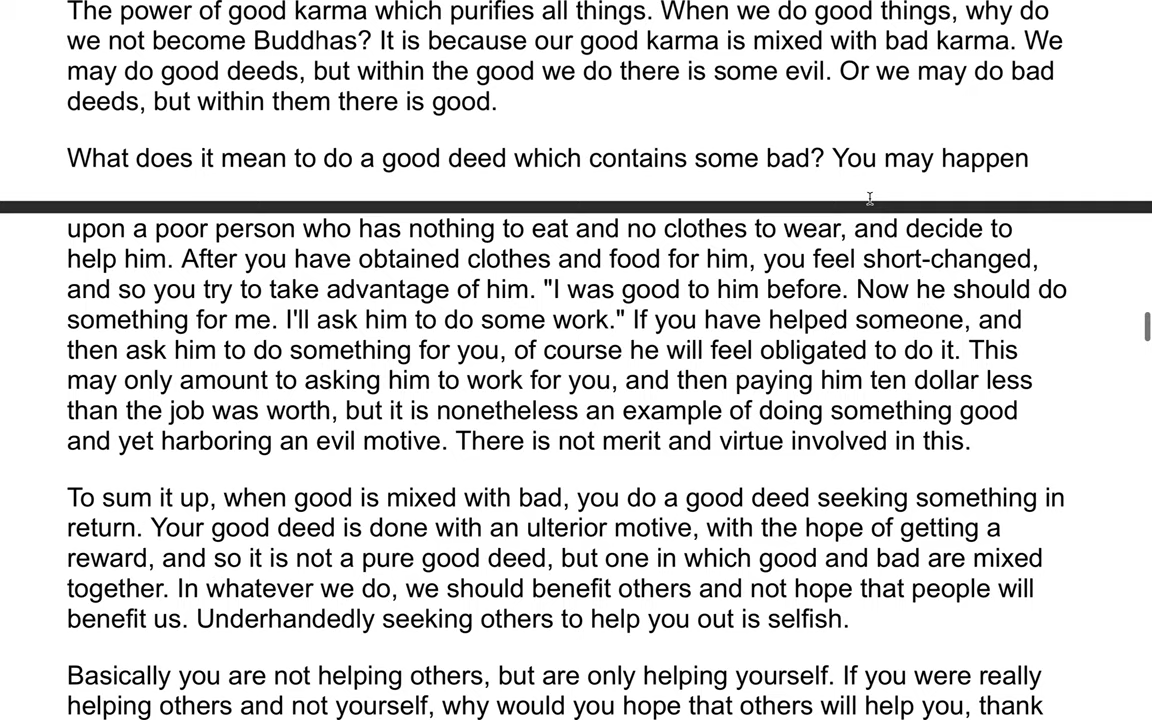 The power of good karma which purifies all things. When we do good things, why do
we not become Buddhas? It is because our good karma is mixed with bad karma. We
may do good deeds, but within the good we do there is some evil. Or we may do bad
deeds, but within them there is good.
What does it mean to do a good deed which contains some bad? You may happen
upon a poor person who has nothing to eat and no clothes to wear, and decide to
help him. After you have obtained clothes and food for him, you feel short-changed,
and so you try to take advantage of him. "I was good to him before. Now he should do
something for me. I'll ask him to do some work." If you have helped someone, and
then ask him to do something for you, of course he will feel obligated to do it. This
may only amount to asking him to work for you, and then paying him ten dollar less
than the job was worth, but it is nonetheless an example of doing something good
and yet harboring an evil motive. There is not merit and virtue involved in this.
To sum it up, when good is mixed with bad, you do a good deed seeking something in
return. Your good deed is done with an ulterior motive, with the hope of getting a
reward, and so it is not a pure good deed, but one in which good and bad are mixed
together. In whatever we do, we should benefit others and not hope that people will
benefit us. Underhandedly seeking others to help you out is selfish.
Basically you are not helping others, but are only helping yourself. If you were really
helping others and not yourself, why would you hope that others will help you, thank